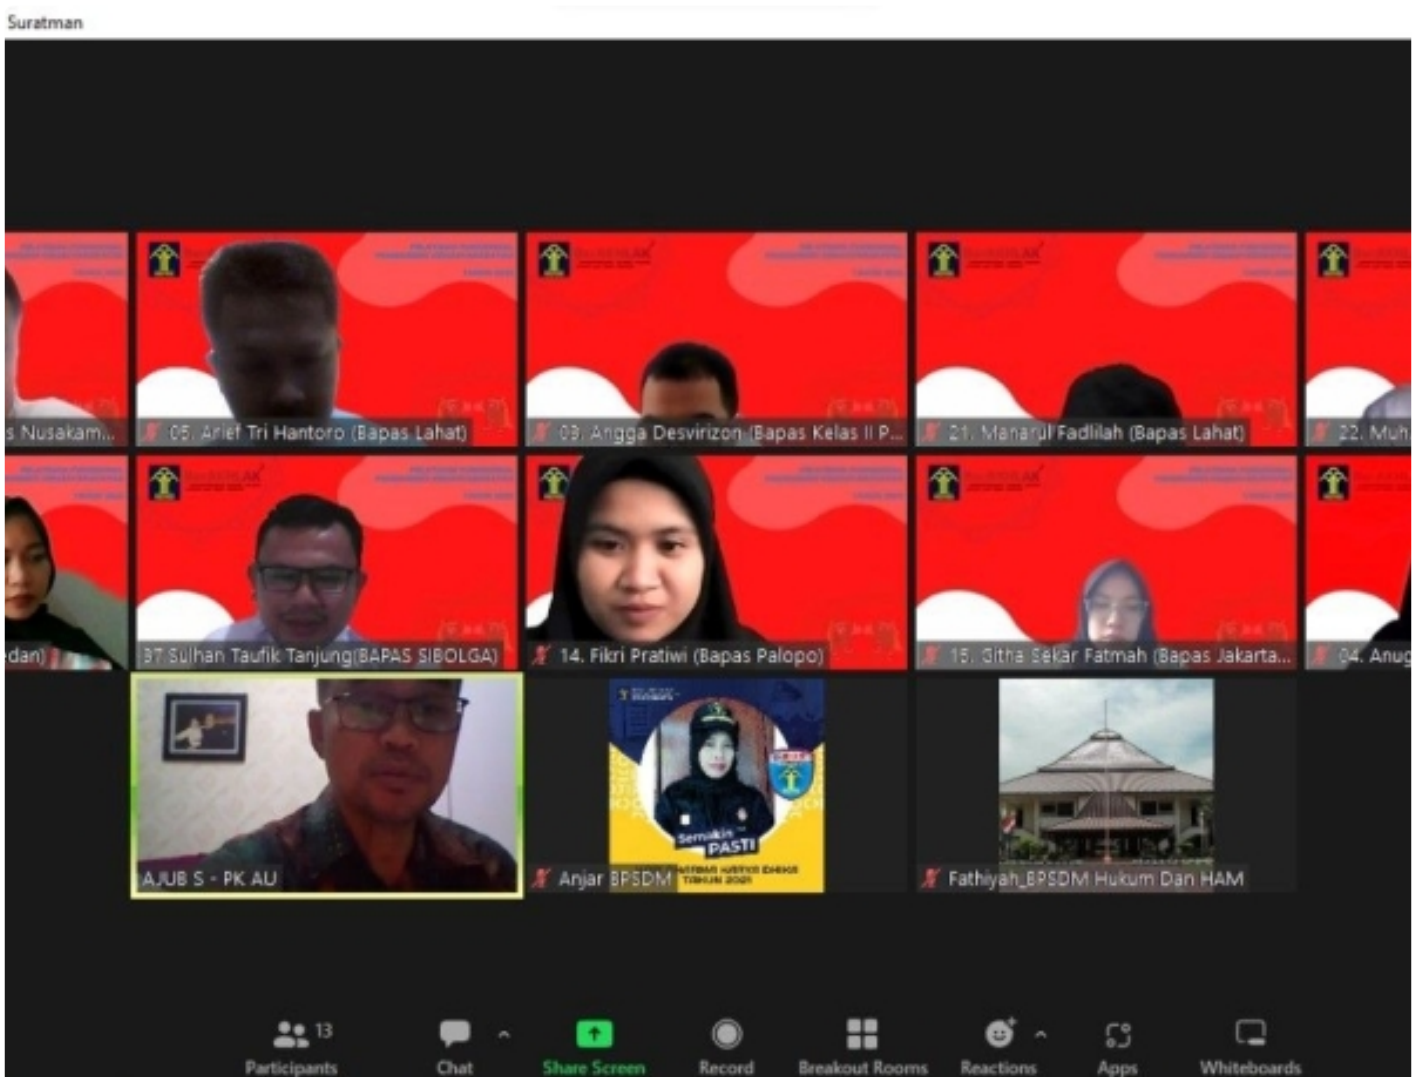 Suratman
s Nusakam...
05. Arief Tri Hantoro (Bapas Lahat)
03. Angga Desvirizon (Bapas Kelas II P...
21. Manarul Fadlilah (Bapas Lahat)
22. Muh.
edan)
37 Sulhan Taufik Tanjung(BAPAS SIBOLGA)
14. Fikri Pratiwi (Bapas Palopo)
15. Githa Sekar Fatmah (Bapas Jakarta...
04. Anug
AJUB S - PK AU
Semakin
PASTI
TAHUN 2021
Anjar BPSDM
Fathiyah_BPSDM Hukum Dan HAM
13
Participants
Chat
Share Screen
Record
Breakout Rooms
Reactions
Apps
Whiteboards